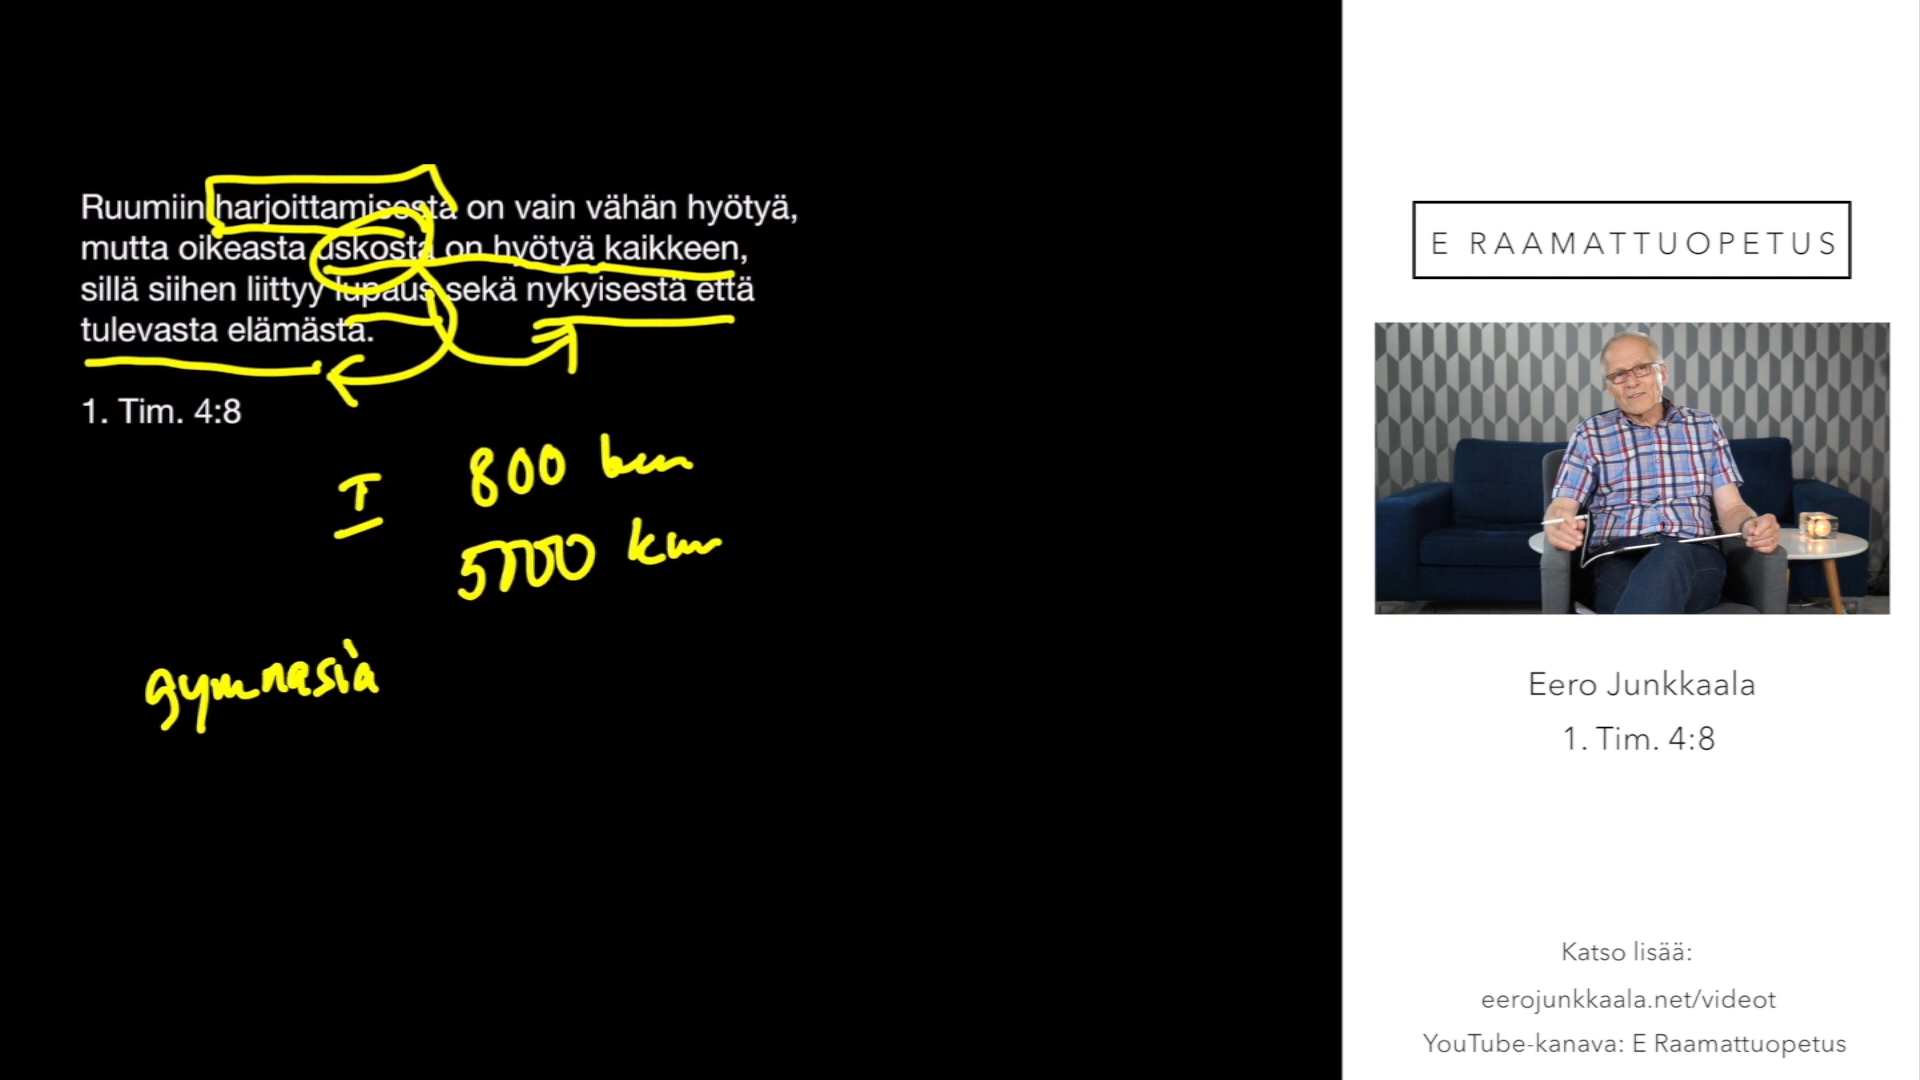 Ruumiin harjoittamisesta on vain vähän hyötyä,
mutta oikeasta uskosta on hyötyä kaikkeen,
sillä siihen liittyy lupaus sekä nykyisestä että
tulevasta elämästä.
1. Tim. 4:8
I 800 km
5000 km
gymnasia
E RAAMATTUOPETUS
Eero Junkkaala
1. Tim. 4:8
Katso lisää:
eerojunkkaala.net/videot
YouTube-kanava: E Raamattuopetus